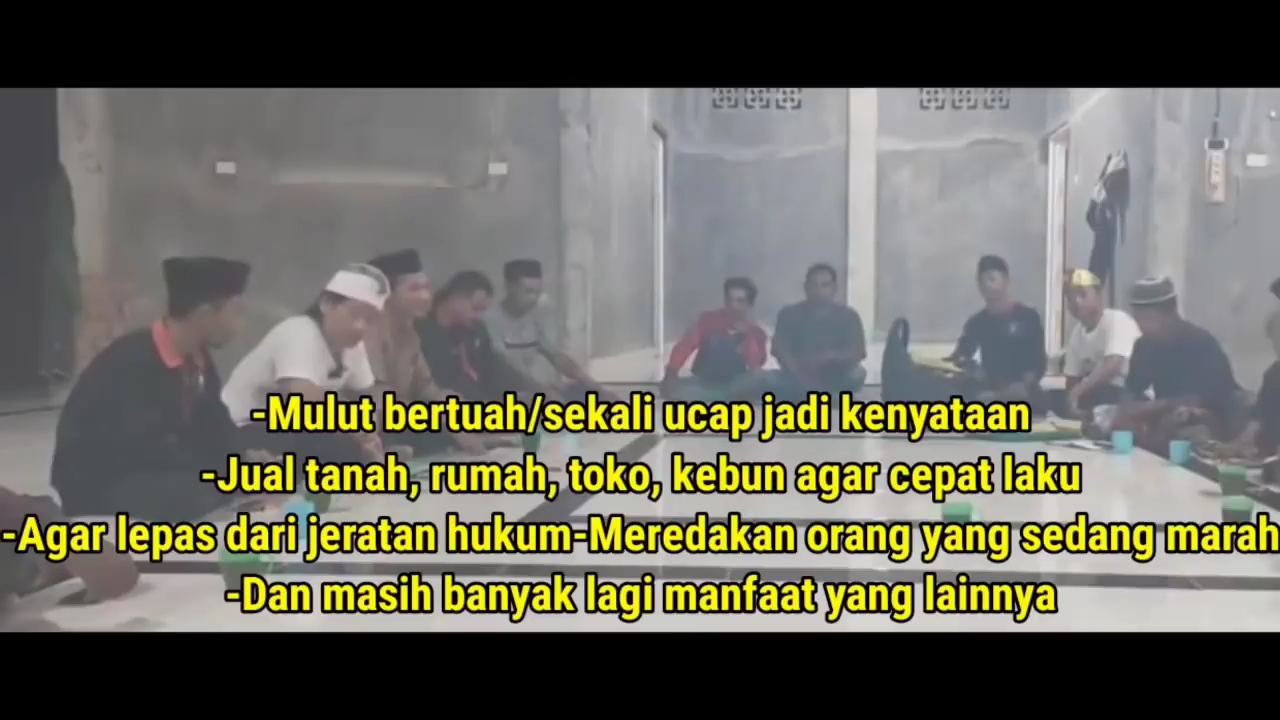 -Mulut bertuah/sekali ucap jadi kenyataan
-Jual tanah, rumah, toko, kebun agar cepat laku
-Agar lepas dari jeratan hukum-Meredakan orang yang sedang marah
-Dan masih banyak lagi manfaat yang lainnya